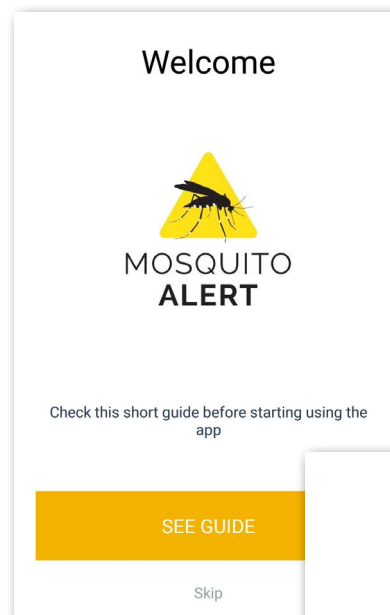 Welcome
MOSQUITO
ALERT
Check this short guide before starting using the
app
SEE GUIDE
Skip